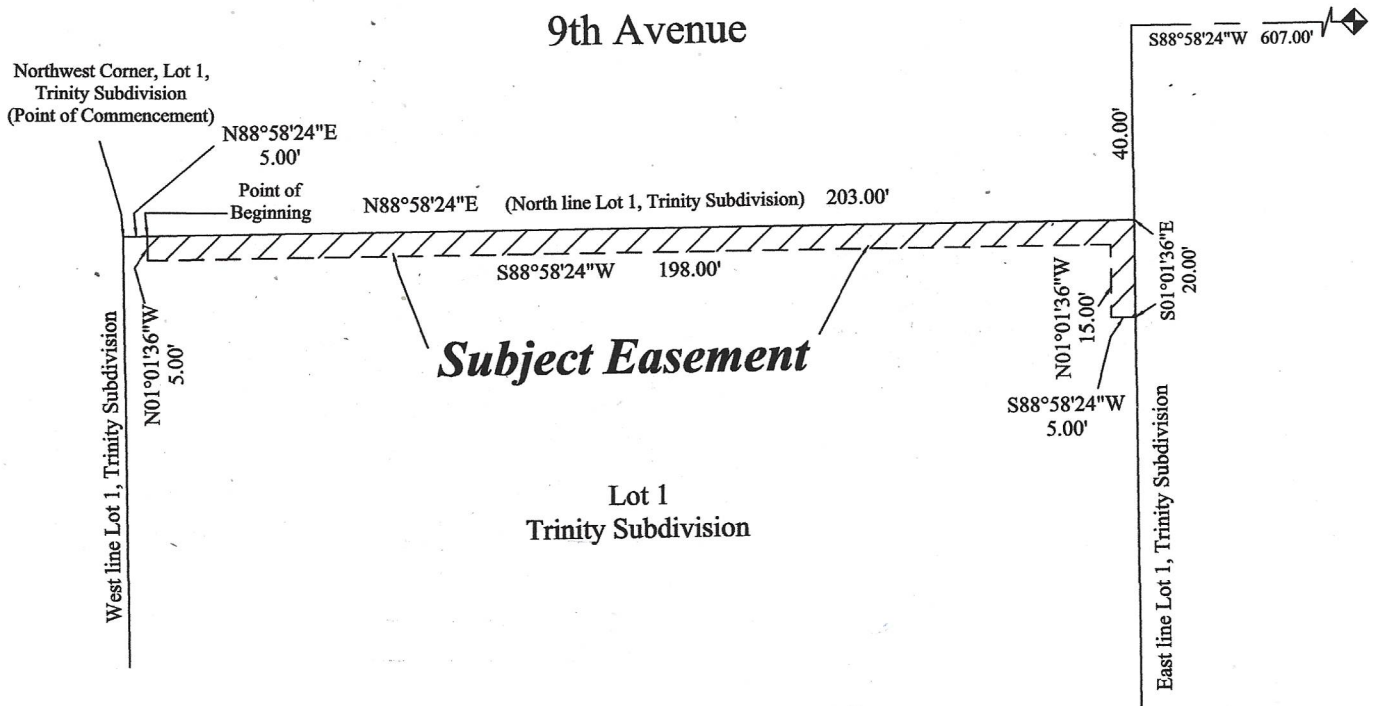 9th Avenue
S88°58'24"W 607.00'
Northwest Corner, Lot 1,
Trinity Subdivision
(Point of Commencement)
N88°58'24"E
5.00'
40.00'
Point of
Beginning
N88°58'24"E (North line Lot 1, Trinity Subdivision) 203.00'
S88°58'24"W 198.00'
N01°01'36"W
15.00'
S01°01'36"E
20.00'
N01°01'36"W
5.00'
Subject Easement
S88°58'24"W
5.00'
West line Lot 1, Trinity Subdivision
Lot 1
Trinity Subdivision
East line Lot 1, Trinity Subdivision